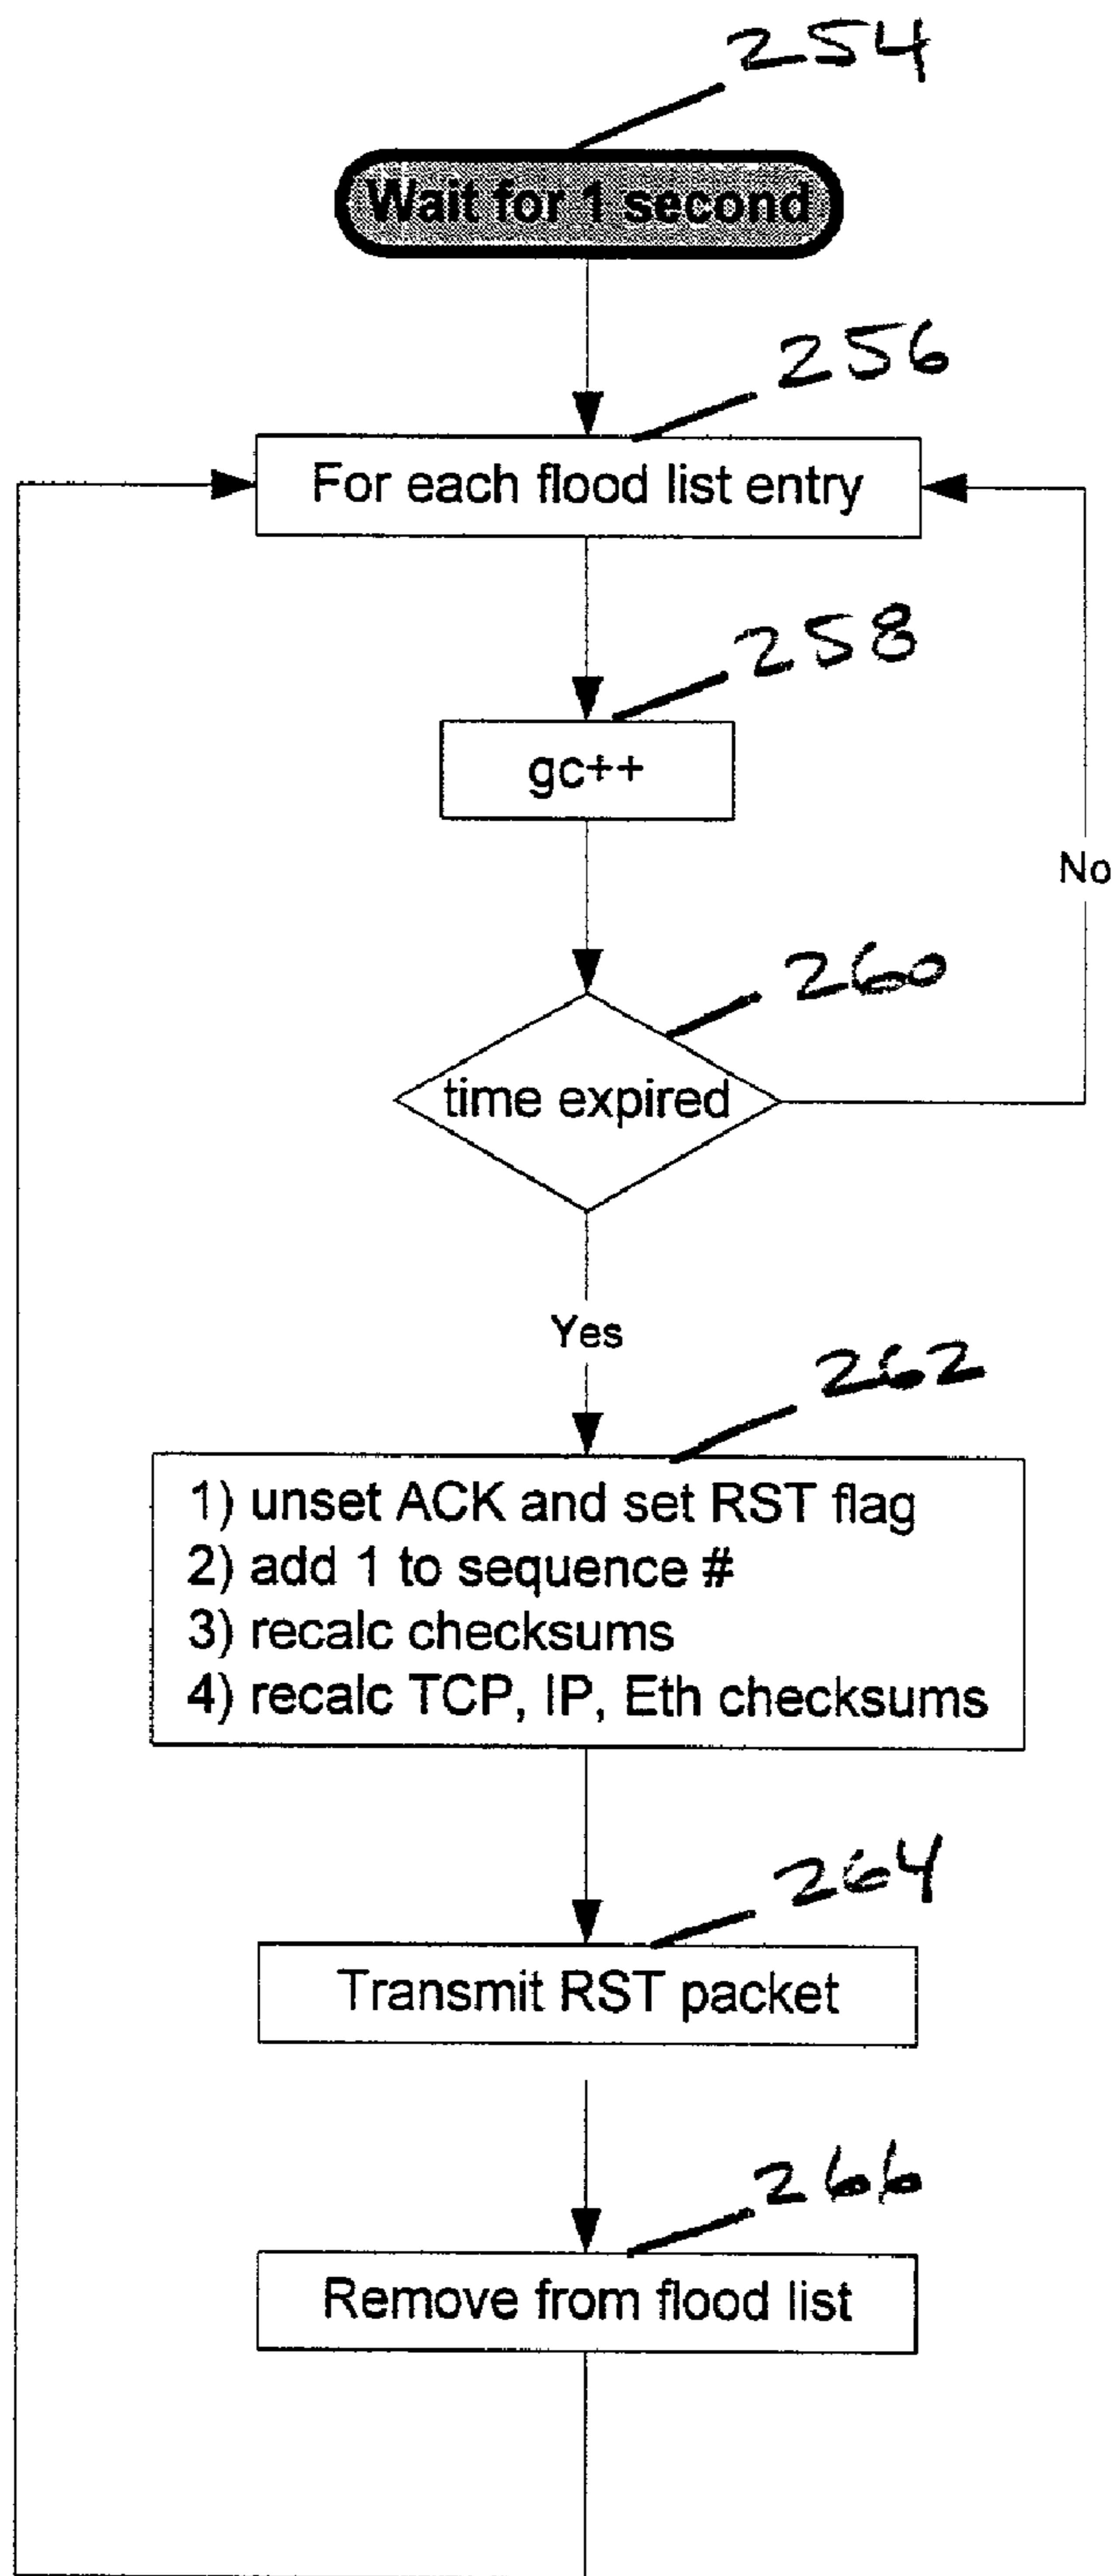 254
Wait for 1 second
256
For each flood list entry
258
gc++
No
260
time expired
Yes
262
1) unset ACK and set RST flag
2) add 1 to sequence #
3) recalc checksums
4) recalc TCP, IP, Eth checksums
264
Transmit RST packet
266
Remove from flood list